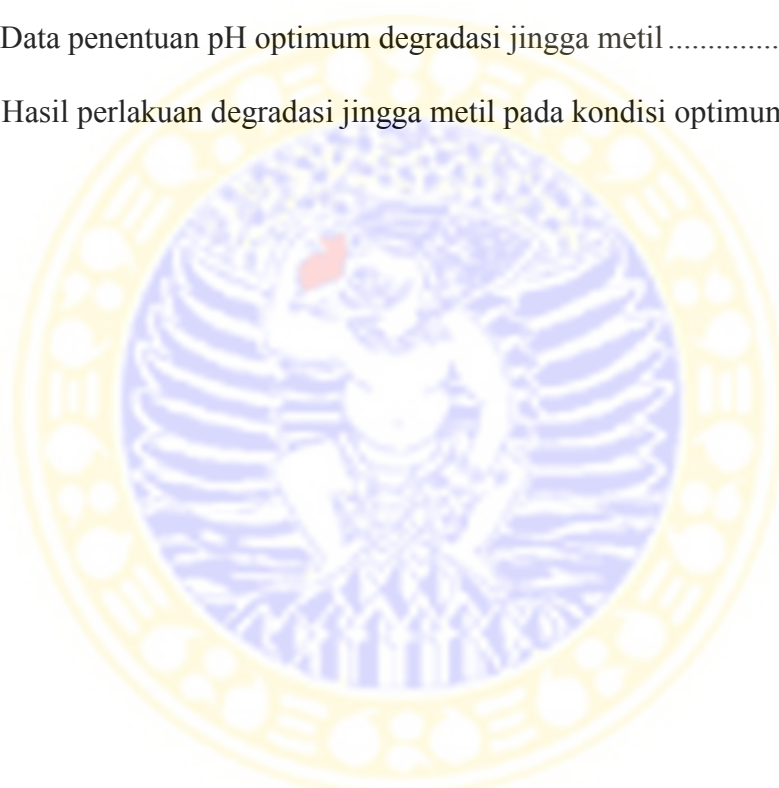 Data penentuan pH optimum degradasi jingga metil ..............
Hasil perlakuan degradasi jingga metil pada kondisi optimum